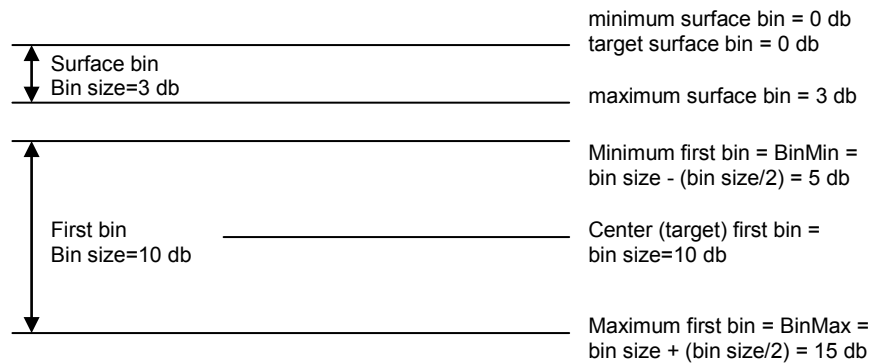 minimum surface bin = 0 db
target surface bin = 0 db
Surface bin
Bin size=3 db
maximum surface bin = 3 db
Minimum first bin = BinMin =
bin size - (bin size/2) = 5 db
First bin
Bin size=10 db
Center (target) first bin =
bin size=10 db
Maximum first bin = BinMax =
bin size + (bin size/2) = 15 db